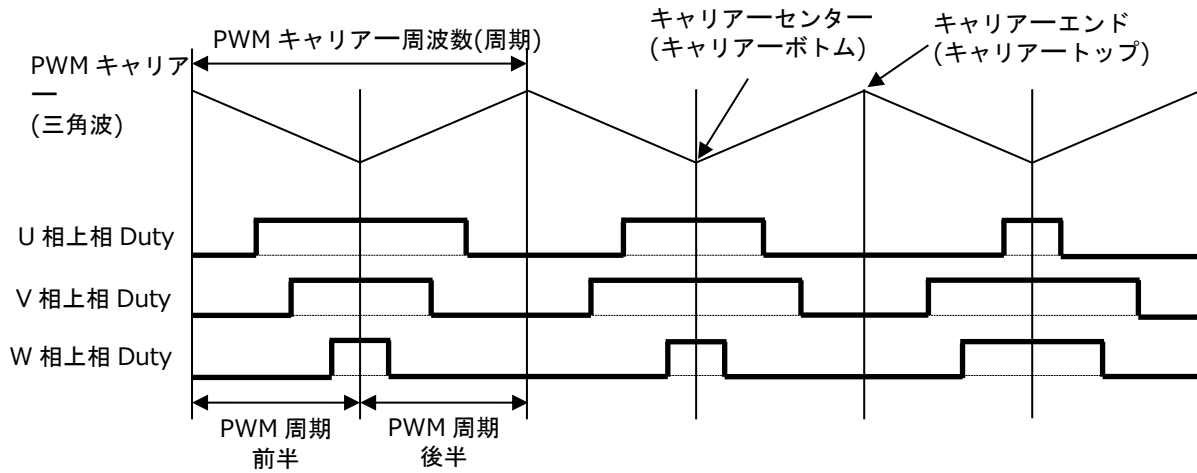 PWM キャリアー周波数(周期)
キャリアーセンター
(キャリアーボトム)
キャリアーエンド
(キャリアートップ)
PWM キャリア
ー
(三角波)
U 相上相 Duty
V 相上相 Duty
W 相上相 Duty
PWM 周期
前半
PWM 周期
後半